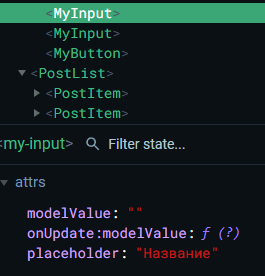 <MyInput>
<MyInput>
<MyButton>
<PostList>
<PostItem>
<PostItem>
<my-input> Filter state...
attrs
modelValue: ""
onUpdate:modelValue: ƒ (?)
placeholder: "Название"